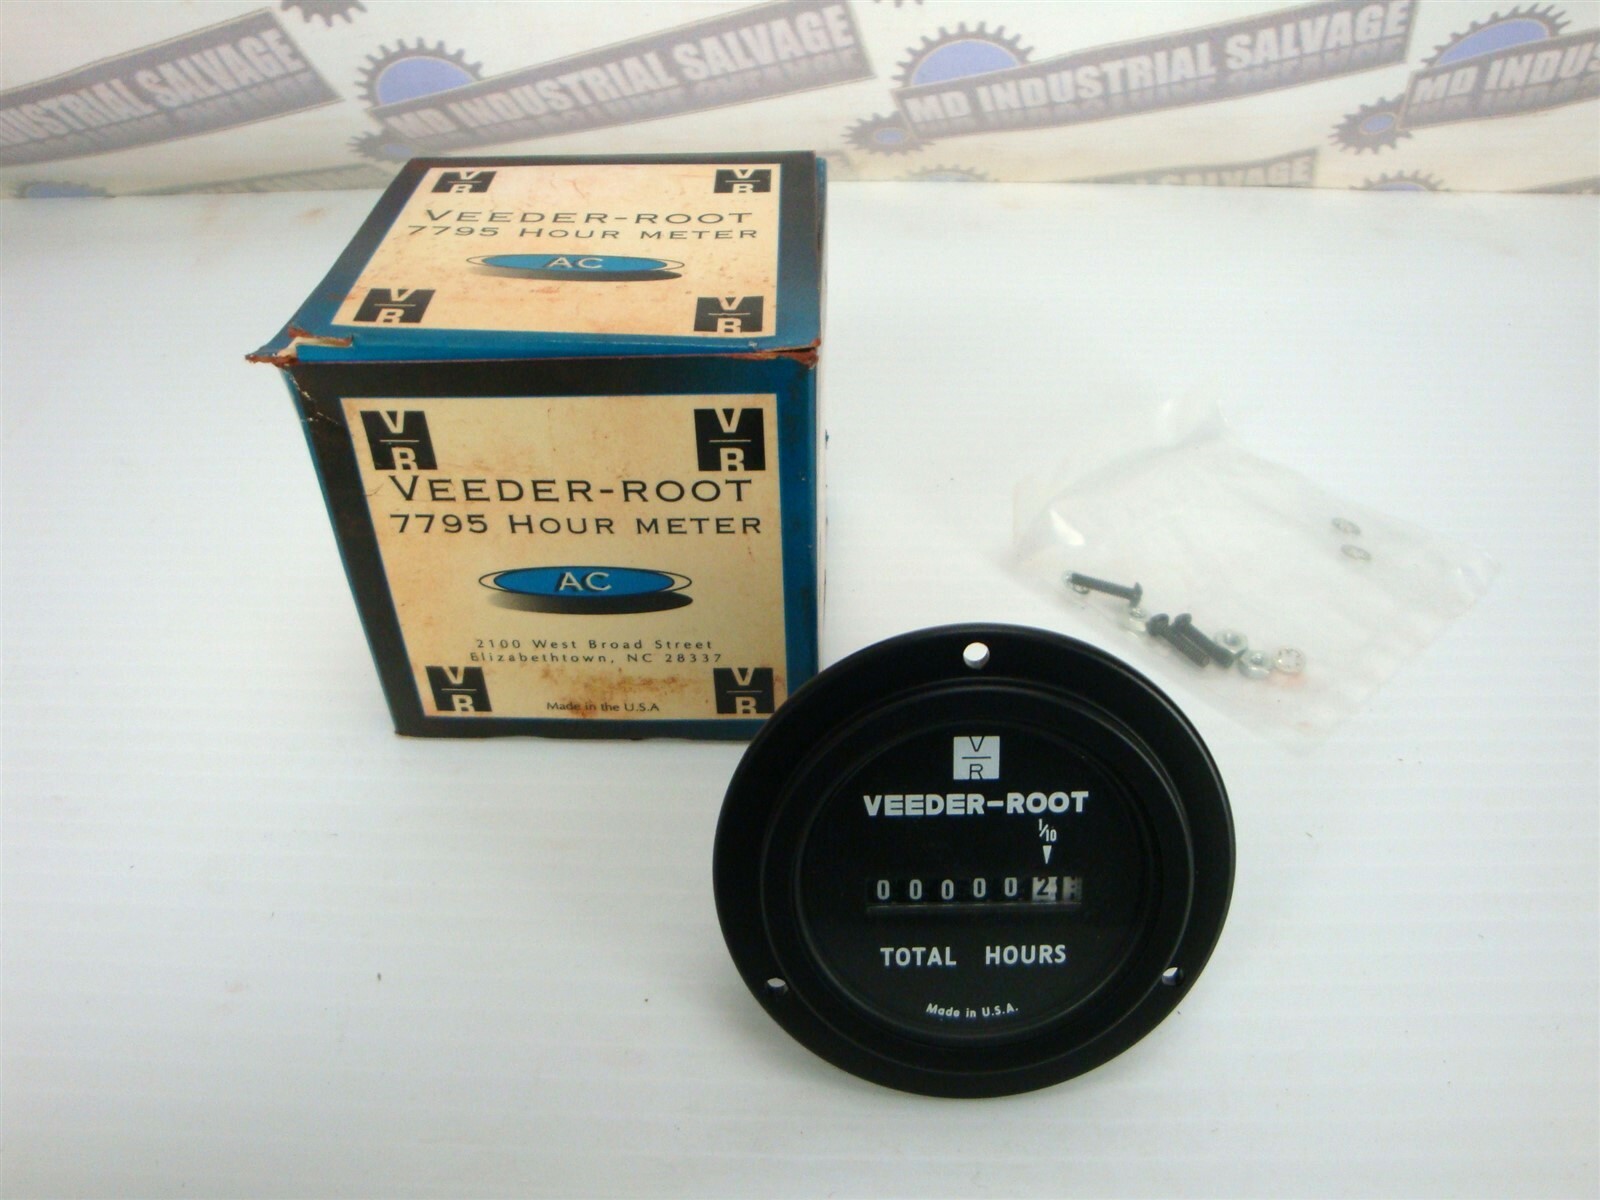 INDUSTRIAL SALVAGE
MD INDUSTRIAL SALVAGE
MD INDUSTRIAL SALVAGE
MD INDUS
V
R
V
R
VEEDER-ROOT
7795 HOUR METER
AC
V
R
V
R
V
R
V
R
VEEDER-ROOT
7795 HOUR METER
AC
2100 West Broad Street
Elizabethtown, NC 28337
V
R
V
R
Made in the U.S.A
V
R
VEEDER-ROOT
1/10
000002
TOTAL HOURS
Made in U.S.A.